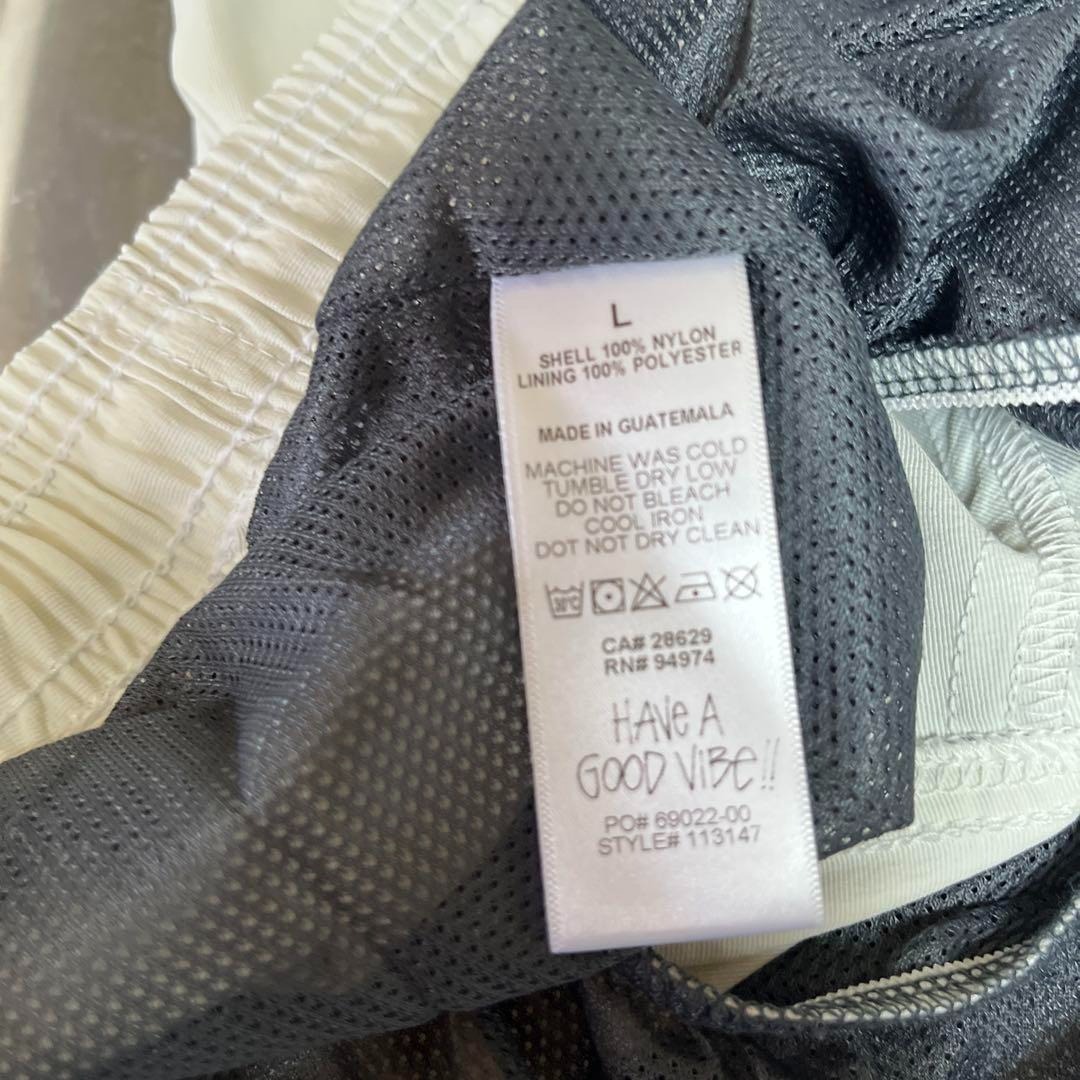 L
SHELL 100% NYLON
LINING 100% POLYESTER
MADE IN GUATEMALA
MACHINE WAS COLD
TUMBLE DRY LOW
DO NOT BLEACH
COOL IRON
DOT NOT DRY CLEAN
30°C
CA# 28629
RN# 94974
HAVE A
GOOD ViBe!!
PO# 69022-00
STYLE# 113147